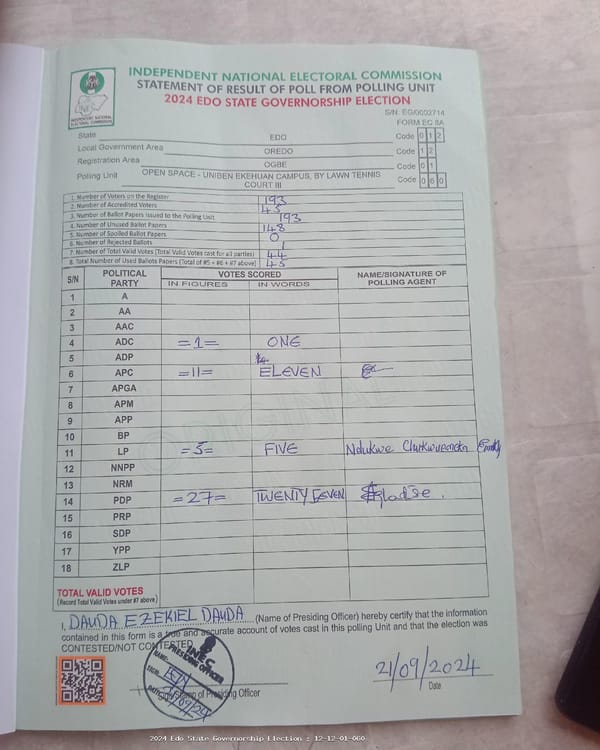 INDEPENDENT NATIONAL ELECTORAL COMMISSION
STATEMENT OF RESULT OF POLL FROM POLLING UNIT
2024 EDO STATE GOVERNORSHIP ELECTION
S/N EG/0002714
FORM EC 8A
State EDO Code 0 1 2
Local Government Area OREDO Code 1 2
Registration Area OGBE Code 0 1
Polling Unit OPEN SPACE - UNIBEN EKEHUAN CAMPUS, BY LAWN TENNIS COURT III Code 0 6 0
1. Number of Voters on the Register 193
2. Number of Accredited Voters 45
3. Number of Ballot Papers Issued to the Polling Unit 193
4. Number of Unused Ballot Papers 148
5. Number of Spoiled Ballot Papers 0
6. Number of Rejected Ballots 1
7. Number of Total Valid Votes (Total Valid Votes cast for all parties) 44
8. Total Number of Used Ballots Papers (Total of #5 + #6 + #7 above) 45
S/N POLITICAL PARTY VOTES SCORED NAME/SIGNATURE OF POLLING AGENT
IN FIGURES IN WORDS
1 A
2 AA
3 AAC
4 ADC =1= ONE
5 ADP
6 APC =11= ELEVEN
7 APGA
8 APM
9 APP
10 BP
11 LP =5= FIVE Ndukwe
12 NNPP
13 NRM
14 PDP =27= TWENTY SEVEN
15 PRP
16 SDP
17 YPP
18 ZLP
TOTAL VALID VOTES
(Record Total Valid Votes under #7 above)
I, DAUDA EZEKIEL DAUDA (Name of Presiding Officer) hereby certify that the information
contained in this form is a true and accurate account of votes cast in this polling Unit and that the election was
CONTESTED/NOT CONTESTED
INEC
PRESIDING OFFICER
NAME:
SIGN:
DATE:
Sign/Stamp of Presiding Officer
21/09/2024
Date
2024 Edo State Governorship Election : 12-12-01-060